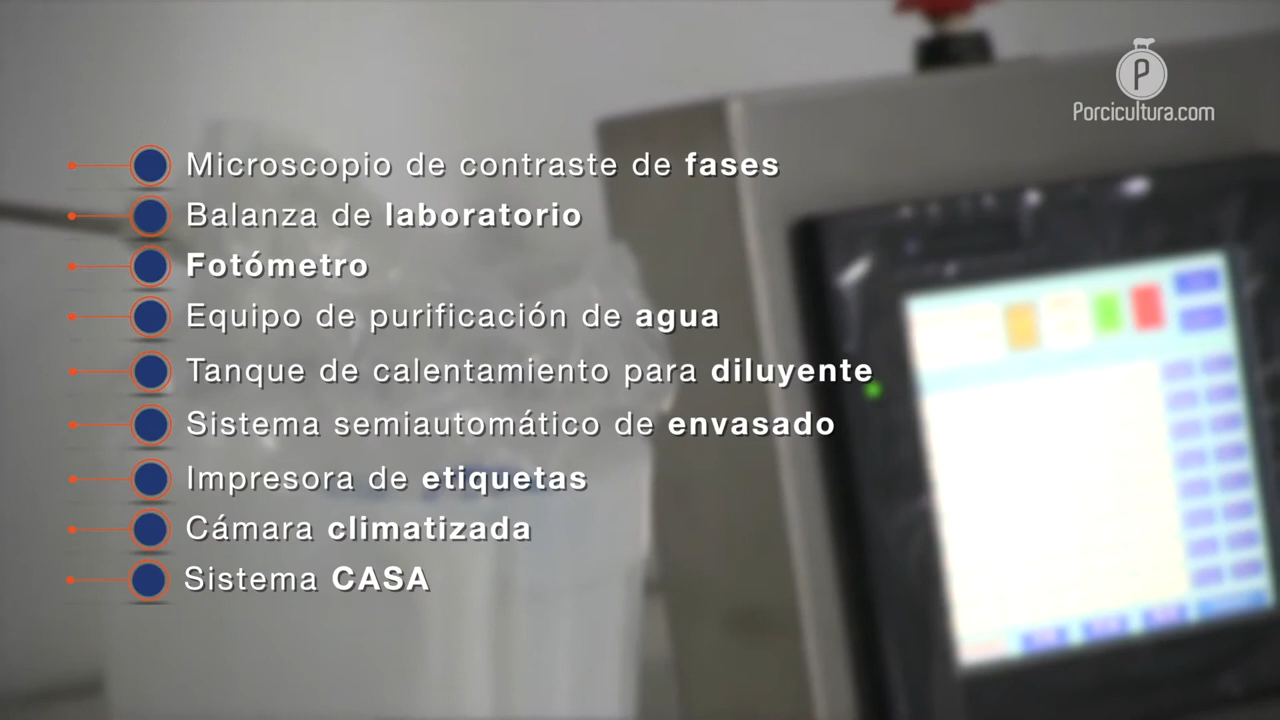 P
Porcicultura.com
Microscopio de contraste de fases
Balanza de laboratorio
Fotómetro
Equipo de purificación de agua
Tanque de calentamiento para diluyente
Sistema semiautomático de envasado
Impresora de etiquetas
Cámara climatizada
Sistema CASA